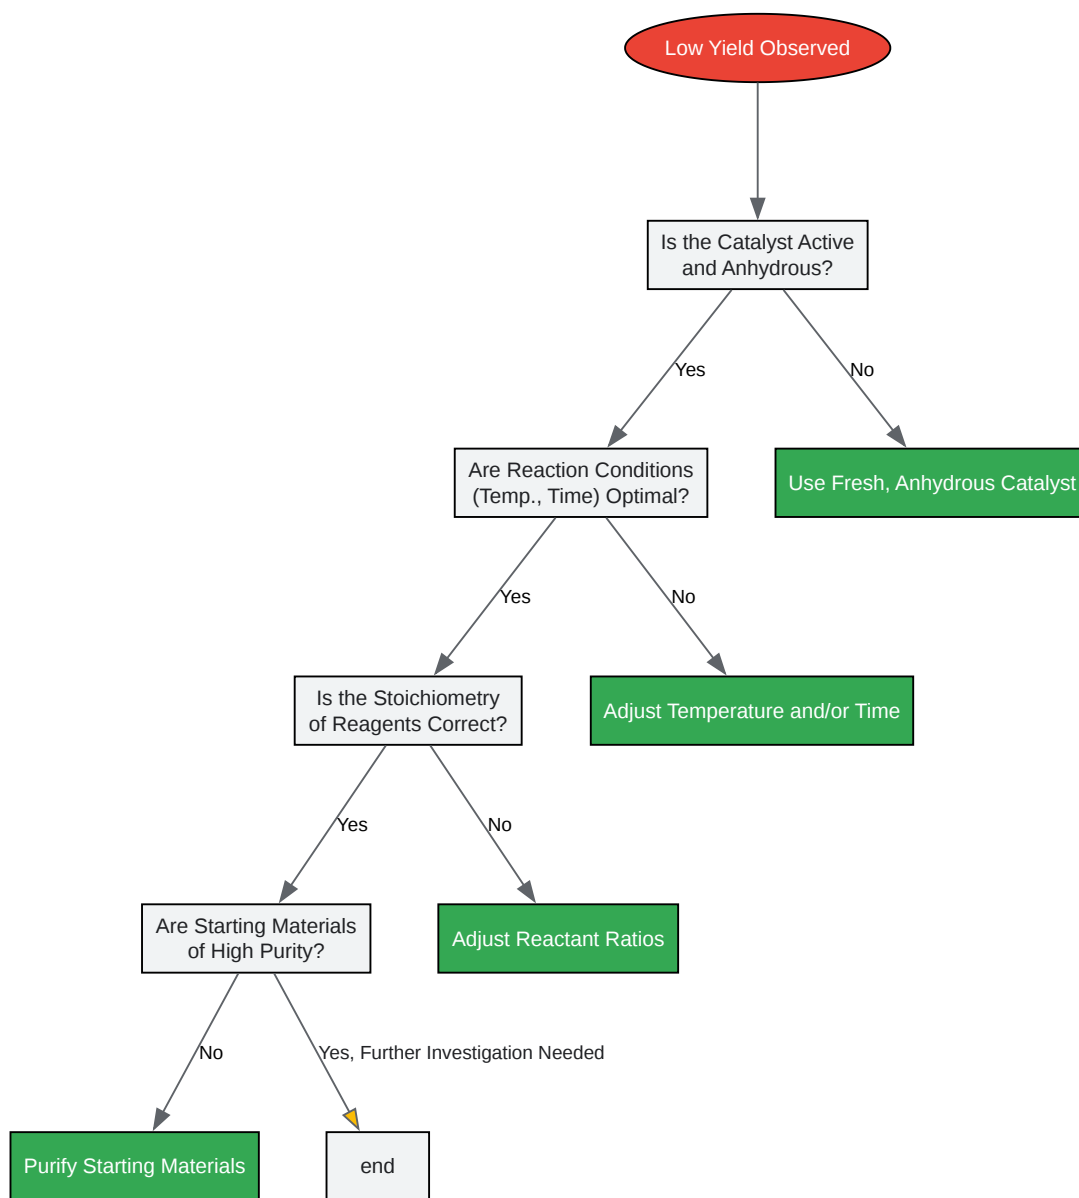 Low Yield Observed
Is the Catalyst Active
and Anhydrous?
Yes
No
Are Reaction Conditions
(Temp., Time) Optimal?
Use Fresh, Anhydrous Catalyst
Yes
No
Is the Stoichiometry
of Reagents Correct?
Adjust Temperature and/or Time
Yes
No
Are Starting Materials
of High Purity?
Adjust Reactant Ratios
No
Yes, Further Investigation Needed
Purify Starting Materials
end